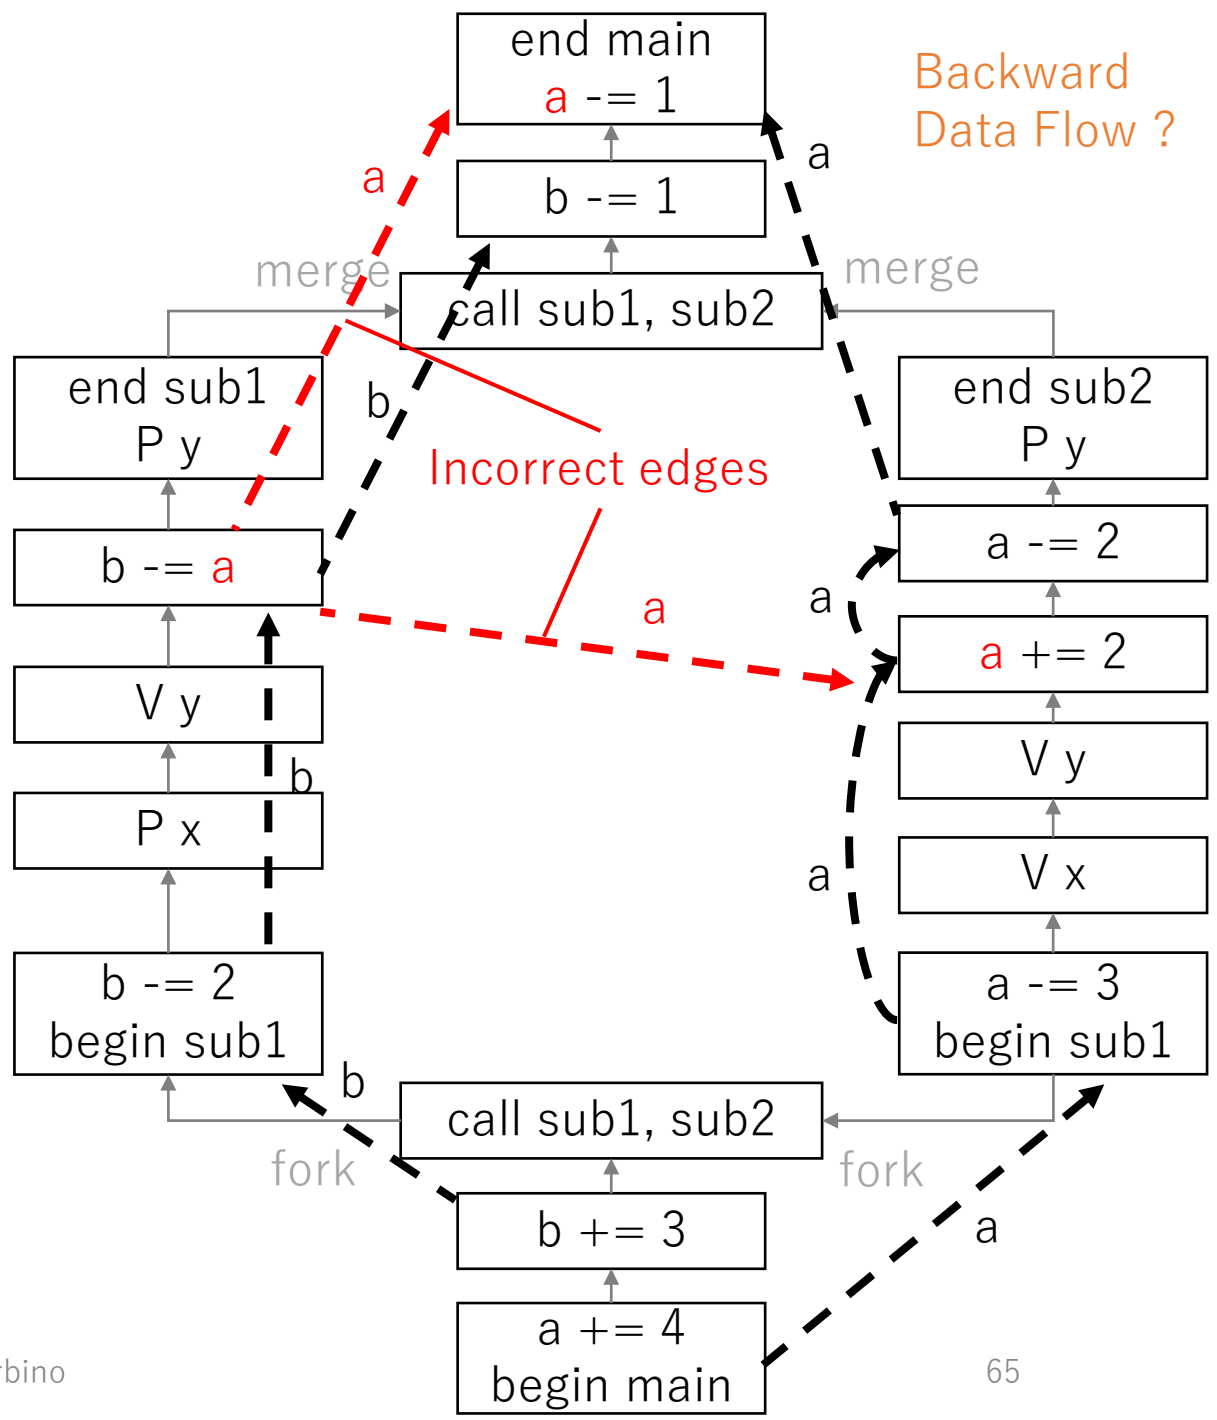 end main
a -= 1
Backward
Data Flow ?
a
a
b -= 1
merge
merge
call sub1, sub2
end sub1
P y
b
end sub2
P y
Incorrect edges
b -= a
a -= 2
a
a
a += 2
V y
b
V y
P x
a
V x
b -= 2
begin sub1
a -= 3
begin sub1
b
call sub1, sub2
fork
fork
b += 3
a
a += 4
begin main
rbino
65